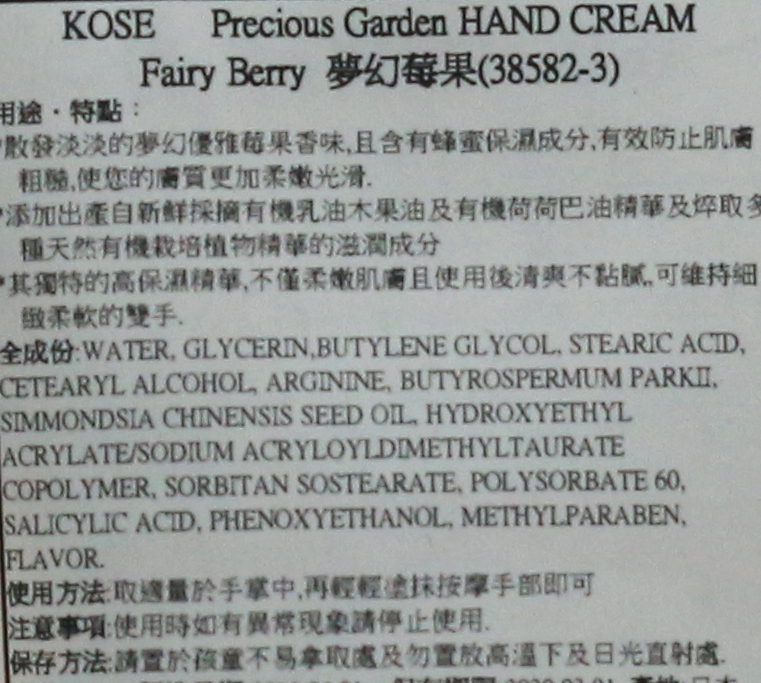 KOSE Precious Garden HAND CREAM
Fairy Berry 夢幻莓果(38582-3)
用途‧特點:
*散發淡淡的夢幻優雅莓果香味,且含有蜂蜜保濕成分,有效防止肌膚
粗糙,使您的膚質更加柔嫩光滑.
*添加出產自新鮮採摘有機乳油木果油及有機荷荷巴油精華及焠取多
種天然有機栽培植物精華的滋潤成分
*其獨特的高保濕精華,不僅柔嫩肌膚且使用後清爽不黏膩,可維持細
緻柔軟的雙手.
全成份:WATER, GLYCERIN,BUTYLENE GLYCOL, STEARIC ACID,
CETEARYL ALCOHOL, ARGININE, BUTYROSPERMUM PARKII,
SIMMONDSIA CHINENSIS SEED OIL, HYDROXYETHYL
ACRYLATE/SODIUM ACRYLOYLDIMETHYLTAURATE
COPOLYMER, SORBITAN SOSTEARATE, POLYSORBATE 60,
SALICYLIC ACID, PHENOXYETHANOL, METHYLPARABEN,
FLAVOR.
使用方法:取適量於手掌中,再輕輕塗抹按摩手部即可
注意事項:使用時如有異常現象請停止使用.
保存方法:請置於孩童不易拿取處及勿置放高溫下及日光直射處.